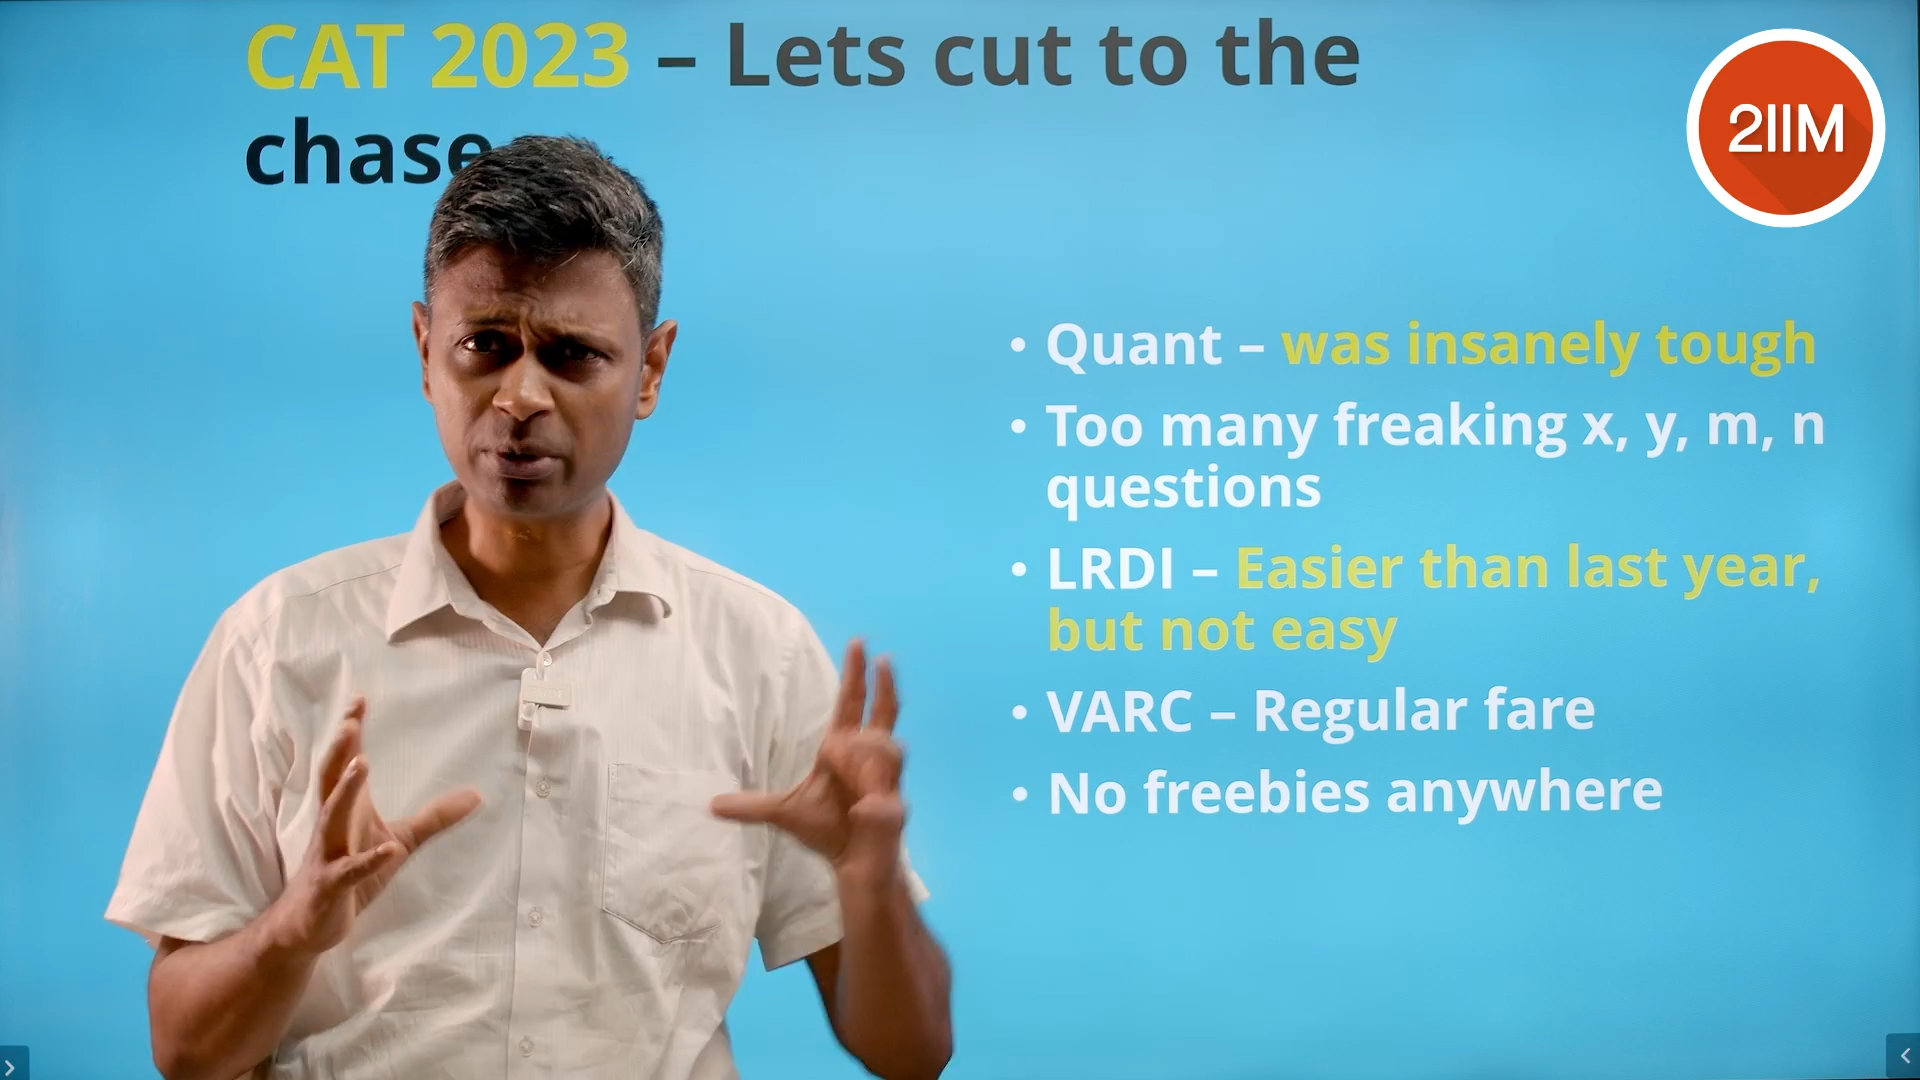 CAT 2023 – Lets cut to the
chase
2IIM
• Quant – was insanely tough
• Too many freaking x, y, m, n
questions
• LRDI – Easier than last year,
but not easy
• VARC – Regular fare
• No freebies anywhere